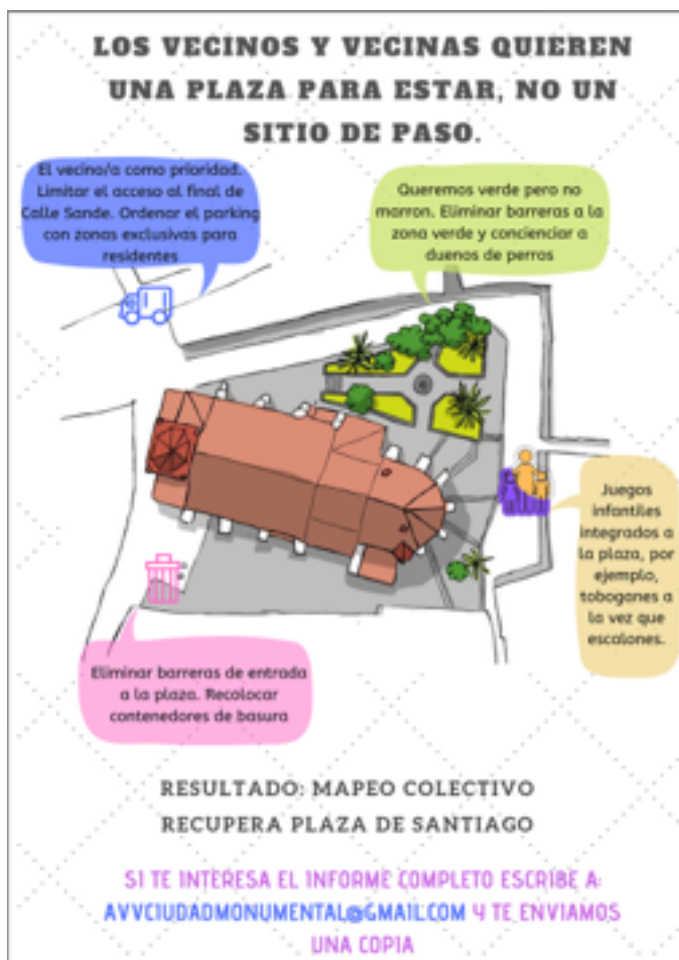 LOS VECINOS Y VECINAS QUIEREN
UNA PLAZA PARA ESTAR, NO UN
SITIO DE PASO.
El vecino/a como prioridad.
Limitar el acceso al final de
Calle Sande. Ordenar el parking
con zonas exclusivas para
residentes
Queremos verde pero no
marron. Eliminar barreras a la
zona verde y concienciar a
duenos de perros
Juegos
infantiles
integrados a
la plaza, por
ejemplo,
toboganes a
la vez que
escalones.
Eliminar barreras de entrada
a la plaza. Recolocar
contenedores de basura
RESULTADO: MAPEO COLECTIVO
RECUPERA PLAZA DE SANTIAGO
SI TE INTERESA EL INFORME COMPLETO ESCRIBE A:
AVVCIUDADMONUMENTAL@GMAIL.COM Y TE ENVIAMOS
UNA COPIA